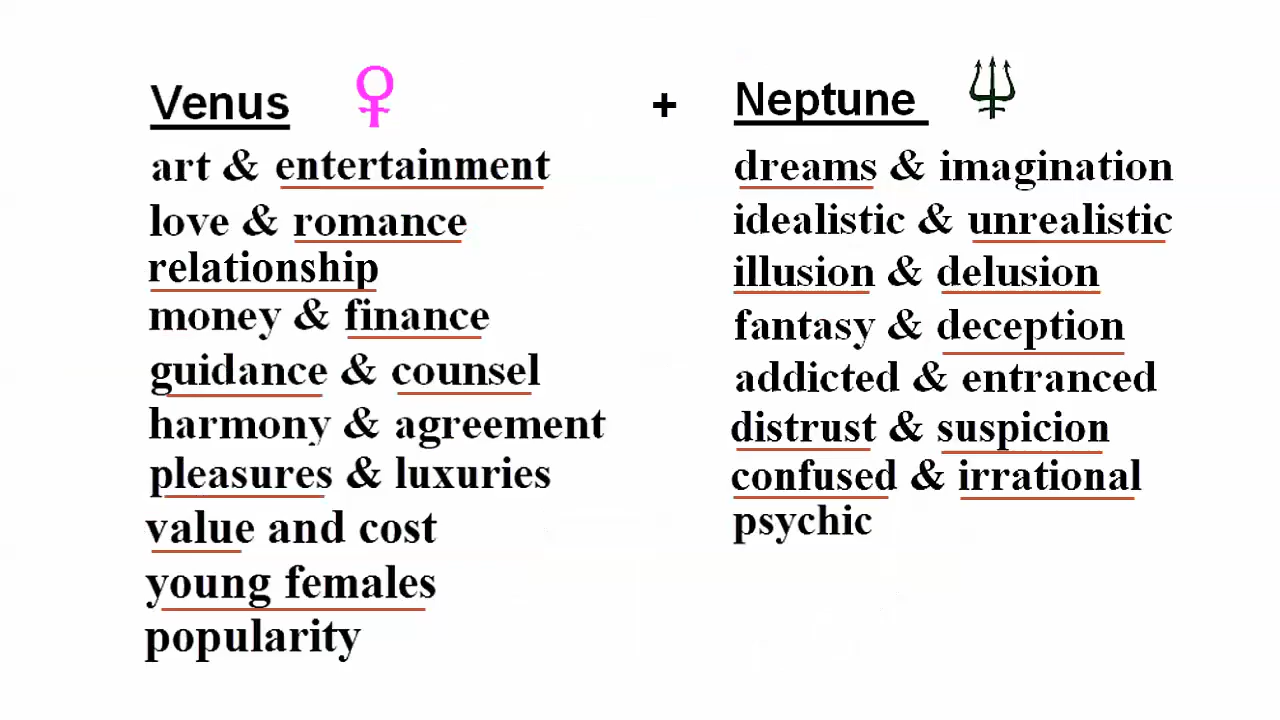 Venus ♀
art & entertainment
love & romance
relationship
money & finance
guidance & counsel
harmony & agreement
pleasures & luxuries
value and cost
young females
popularity
+
Neptune ♆
dreams & imagination
idealistic & unrealistic
illusion & delusion
fantasy & deception
addicted & entranced
distrust & suspicion
confused & irrational
psychic